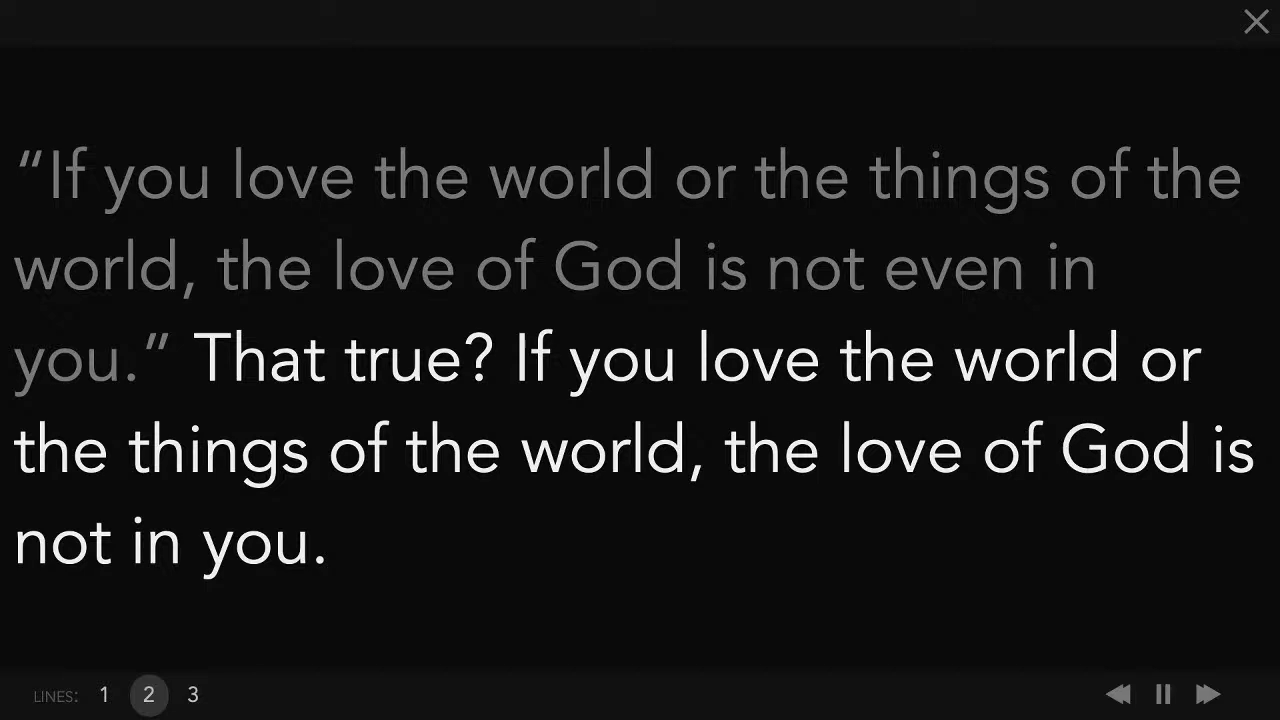 “If you love the world or the things of the
world, the love of God is not even in
you.” That true? If you love the world or
the things of the world, the love of God is
not in you.
LINES: 1 2 3